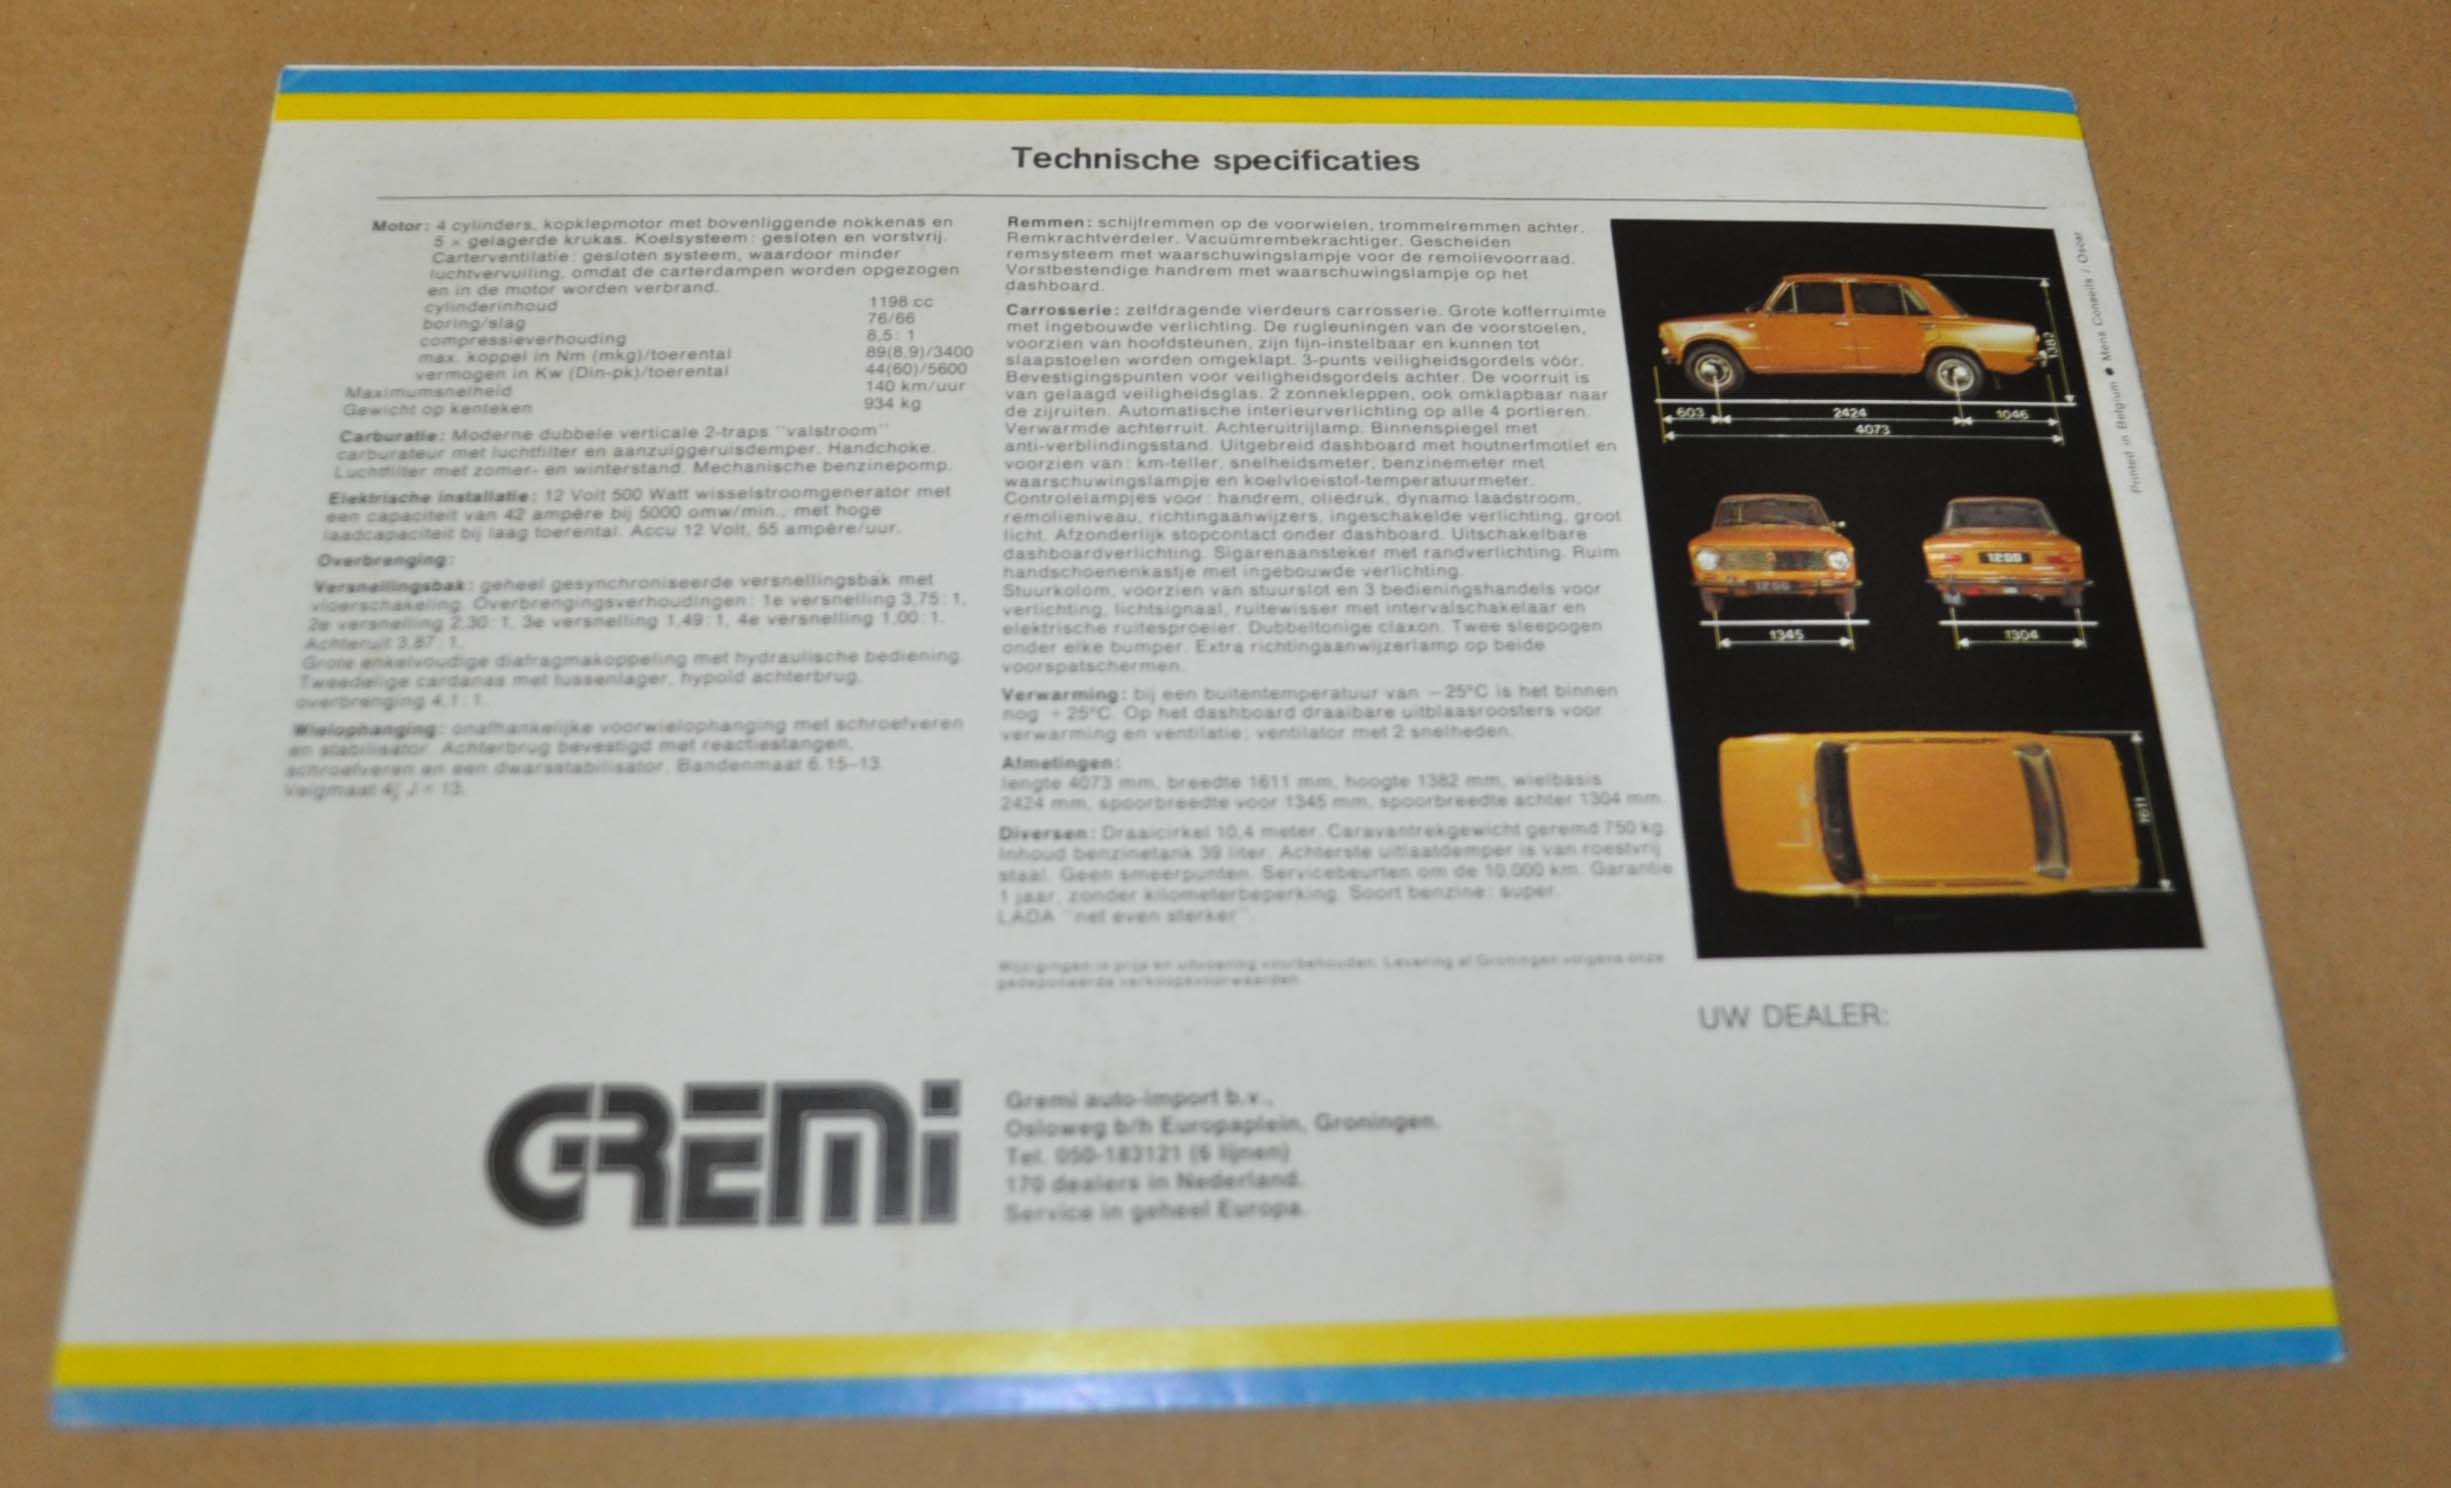 Technische specificaties
Motor: 4 cylinders, kopklepmotor met bovenliggende nokkenas en
5 × gelagerde krukas. Koelsysteem: gesloten en vorstvrij.
Carterventilatie: gesloten systeem, waardoor minder
luchtvervuiling, omdat de carterdampen worden opgezogen
en in de motor worden verbrand.
cylinderinhoud 1198 cc
boring/slag 76/66
compressieverhouding 8,5 : 1
max. koppel in Nm (mkg)/toerental 89(8,9)/3400
vermogen in Kw (Din-pk)/toerental 44(60)/5600
Maximumsnelheid 140 km/uur
Gewicht op kenteken 934 kg
Carburatie: Moderne dubbele verticale 2-traps "valstroom"
carburateur met luchtfilter en aanzuiggeruisdemper. Handchoke.
Luchtfilter met zomer- en winterstand. Mechanische benzinepomp.
Elektrische installatie: 12 Volt 500 Watt wisselstroomgenerator met
een capaciteit van 42 ampère bij 5000 omw/min., met hoge
laadcapaciteit bij laag toerental. Accu 12 Volt, 55 ampère/uur.
Overbrenging:
Versnellingsbak: geheel gesynchroniseerde versnellingsbak met
vloerschakeling. Overbrengingsverhoudingen: 1e versnelling 3,75 : 1,
2e versnelling 2,30 : 1, 3e versnelling 1,49 : 1, 4e versnelling 1,00 : 1.
Achteruit 3,87 : 1.
Grote enkelvoudige diafragmakoppeling met hydraulische bediening.
Tweedelige cardanas met tussenlager, hypoid achterbrug,
overbrenging 4,1 : 1.
Wielophanging: onafhankelijke voorwielophanging met schroefveren
en stabilisator. Achterbrug bevestigd met reactiestangen,
schroefveren en een dwarsstabilisator. Bandenmaat 6.15–13.
Velgmaat 4½ J × 13.
Remmen: schijfremmen op de voorwielen, trommelremmen achter.
Remkrachtverdeler. Vacuümrembekrachtiger. Gescheiden
remsysteem met waarschuwingslampje voor de remolievoorraad.
Vorstbestendige handrem met waarschuwingslampje op het
dashboard.
Carrosserie: zelfdragende vierdeurs carrosserie. Grote kofferruimte
met ingebouwde verlichting. De rugleuningen van de voorstoelen,
voorzien van hoofdsteunen, zijn fijn-instelbaar en kunnen tot
slaapstoelen worden omgeklapt. 3-punts veiligheidsgordels vóór.
Bevestigingspunten voor veiligheidsgordels achter. De voorruit is
van gelaagd veiligheidsglas. 2 zonnekleppen, ook omklapbaar naar
de zijruiten. Automatische interieurverlichting op alle 4 portieren.
Verwarmde achterruit. Achteruitrijlamp. Binnenspiegel met
anti-verblindingsstand. Uitgebreid dashboard met houtnerfmotief en
voorzien van: km-teller, snelheidsmeter, benzinemeter met
waarschuwingslampje en koelvloeistof-temperatuurmeter.
Controlelampjes voor: handrem, oliedruk, dynamo laadstroom,
remolieniveau, richtingaanwijzers, ingeschakelde verlichting, groot
licht. Afzonderlijk stopcontact onder dashboard. Uitschakelbare
dashboardverlichting. Sigarenaansteker met randverlichting. Ruim
handschoenenkastje met ingebouwde verlichting.
Stuurkolom, voorzien van stuurslot en 3 bedieningshandels voor
verlichting, lichtsignaal, ruitewisser met intervalschakelaar en
elektrische ruitesproeier. Dubbeltonige claxon. Twee sleepogen
onder elke bumper. Extra richtingaanwijzerlamp op beide
voorspatschermen.
Verwarming: bij een buitentemperatuur van –25°C is het binnen
nog +25°C. Op het dashboard draaibare uitblaasroosters voor
verwarming en ventilatie; ventilator met 2 snelheden.
Afmetingen:
lengte 4073 mm, breedte 1611 mm, hoogte 1382 mm, wielbasis
2424 mm, spoorbreedte voor 1345 mm, spoorbreedte achter 1304 mm.
Diversen: Draaicirkel 10,4 meter. Caravantrekgewicht geremd 750 kg.
Inhoud benzinetank 39 liter. Achterste uitlaatdemper is van roestvrij
staal. Geen smeerpunten. Servicebeurten om de 10.000 km. Garantie
1 jaar, zonder kilometerbeperking. Soort benzine: super.
LADA "net even sterker".
Wijzigingen in prijs en uitvoering voorbehouden. Levering af Groningen volgens onze
gedeponeerde verkoopsvoorwaarden.
1382
603 2424 1046
4073
1200 1200
1345 1304
1611
Printed in Belgium ● Mens Conseils / Oscar
UW DEALER:
GREMI
Gremi auto-import b.v.,
Osloweg b/h Europaplein, Groningen.
Tel. 050-183121 (6 lijnen)
170 dealers in Nederland.
Service in geheel Europa.